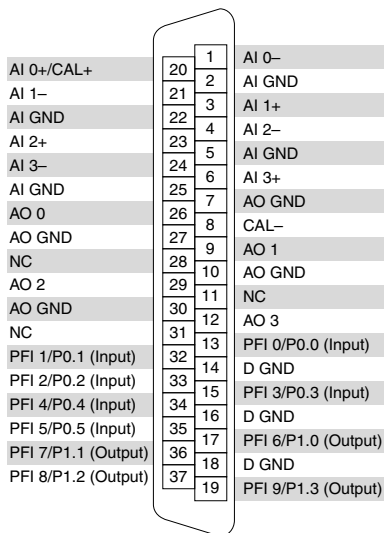 1 AI 0–
AI 0+/CAL+ 20
2 AI GND
AI 1– 21
3 AI 1+
AI GND 22
4 AI 2–
AI 2+ 23
5 AI GND
AI 3– 24
6 AI 3+
AI GND 25
7 AO GND
AO 0 26
8 CAL–
AO GND 27
9 AO 1
NC 28
10 AO GND
AO 2 29
11 NC
AO GND 30
12 AO 3
NC 31
13 PFI 0/P0.0 (Input)
PFI 1/P0.1 (Input) 32
14 D GND
PFI 2/P0.2 (Input) 33
15 PFI 3/P0.3 (Input)
PFI 4/P0.4 (Input) 34
16 D GND
PFI 5/P0.5 (Input) 35
17 PFI 6/P1.0 (Output)
PFI 7/P1.1 (Output) 36
18 D GND
PFI 8/P1.2 (Output) 37
19 PFI 9/P1.3 (Output)